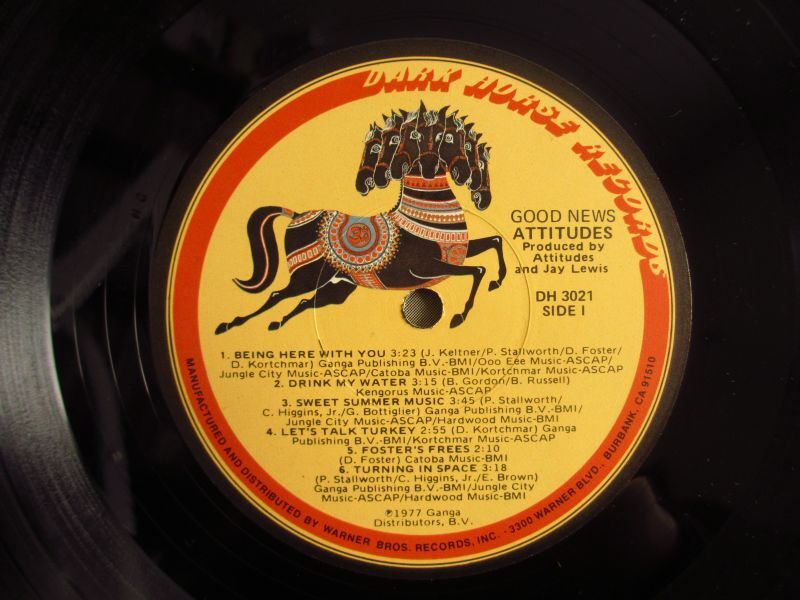 DARK HORSE RECORDS
GOOD NEWS
ATTITUDES
Produced by
Attitudes
and Jay Lewis
DH 3021
SIDE I
1. BEING HERE WITH YOU 3:23 (J. Keltner/P. Stallworth/D. Foster/
D. Kortchmar) Ganga Publishing B.V.-BMI/Ooo Eée Music-ASCAP/
Jungle City Music-ASCAP/Catoba Music-BMI/Kortchmar Music-ASCAP
2. DRINK MY WATER 3:15 (B. Gordon/B. Russell)
Kengorus Music-ASCAP
3. SWEET SUMMER MUSIC 3:45 (P. Stallworth/
C. Higgins, Jr./G. Bottiglier) Ganga Publishing B.V.-BMI/
Jungle City Music-ASCAP/Hardwood Music-BMI
4. LET'S TALK TURKEY 2:55 (D. Kortchmar) Ganga
Publishing B.V.-BMI/Kortchmar Music-ASCAP
5. FOSTER'S FREES 2:10
(D. Foster) Catoba Music-BMI
6. TURNING IN SPACE 3:18
(P. Stallworth/C. Higgins, Jr./E. Brown)
Ganga Publishing B.V.-BMI/Jungle City
Music-ASCAP/Hardwood Music-BMI
℗1977 Ganga
Distributors, B.V.
MANUFACTURED AND DISTRIBUTED BY WARNER BROS. RECORDS, INC. - 3300 WARNER BLVD., BURBANK, CA 91510